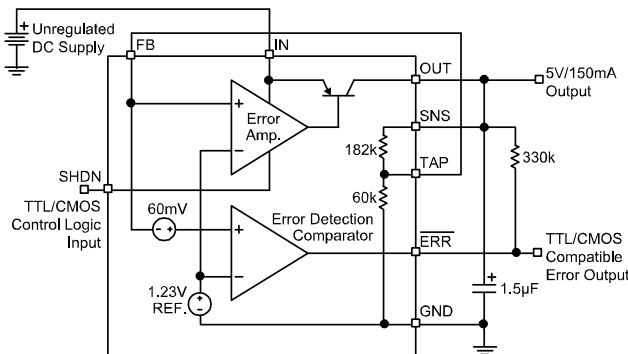 Unregulated
DC Supply
FB
IN
OUT
5V/150mA
Output
Error
Amp.
SNS
182k
330k
TAP
SHDN
60k
TTL/CMOS
Control Logic
Input
60mV
Error Detection
Comparator
ERR
TTL/CMOS
Compatible
Error Output
1.23V
REF.
1.5µF
GND
+
+
−
+
−
- +
+
-
+